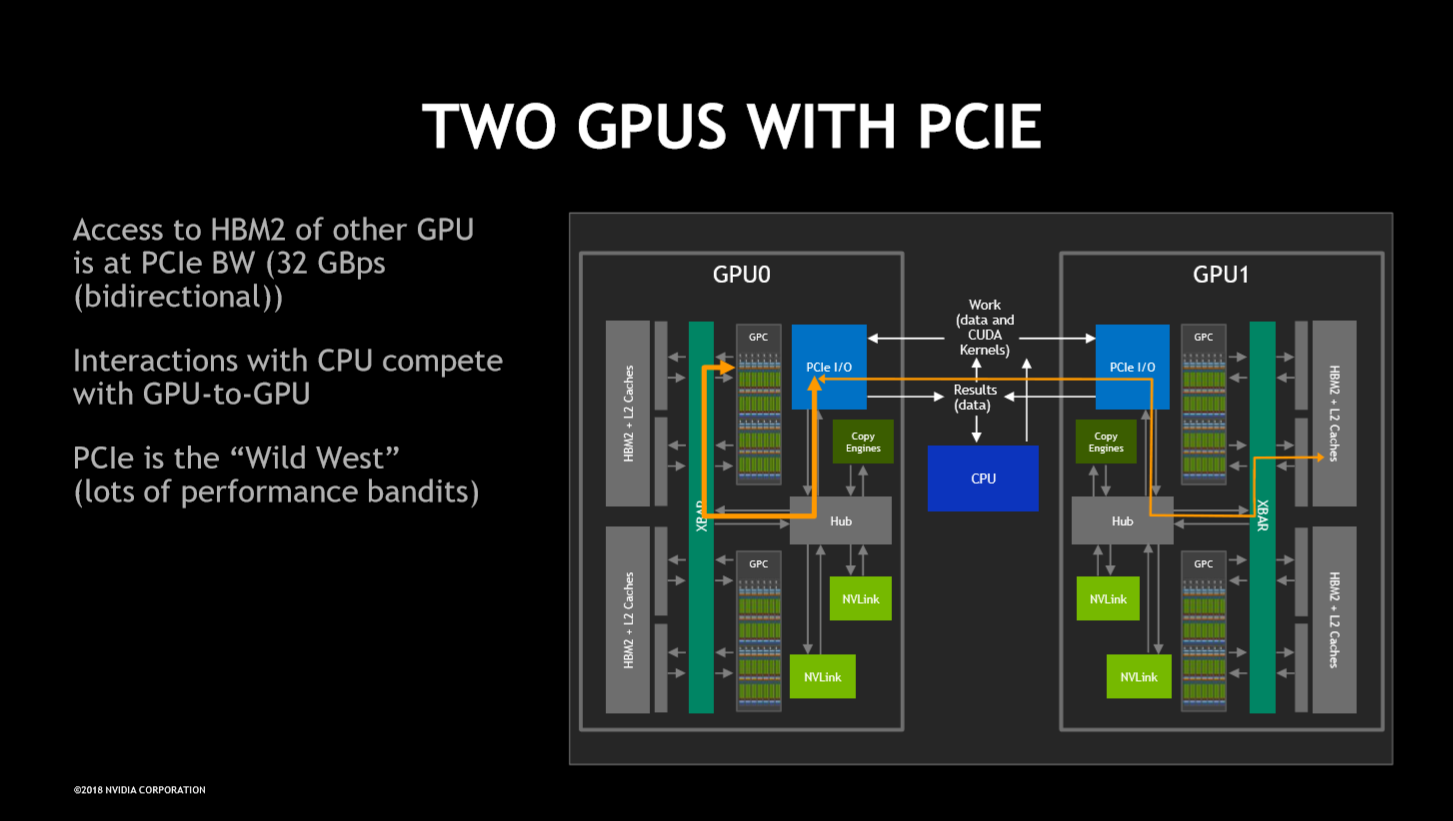 TWO GPUS WITH PCIE
Access to HBM2 of other GPU
is at PCIe BW (32 GBps
(bidirectional))
Interactions with CPU compete
with GPU-to-GPU
PCIe is the “Wild West”
(lots of performance bandits)
GPU0
HBM2 + L2 Caches
HBM2 + L2 Caches
XBAR
GPC
GPC
PCIe I/O
Copy
Engines
Hub
NVLink
NVLink
Work
(data and
CUDA
Kernels)
Results
(data)
CPU
GPU1
PCIe I/O
Copy
Engines
Hub
NVLink
NVLink
GPC
GPC
XBAR
HBM2 + L2 Caches
HBM2 + L2 Caches
©2018 NVIDIA CORPORATION